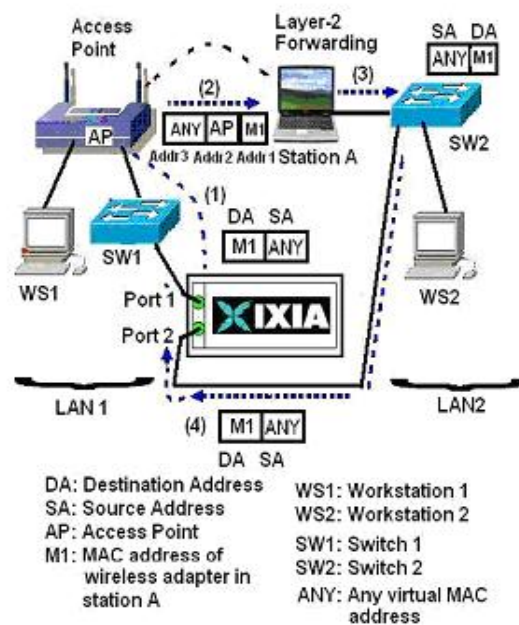 Access
Point
Layer-2
Forwarding
SA DA
ANY M1
(2)
(3)
AP
ANY AP M1
Addr3 Addr2 Addr1
Station A
SW2
(1)
DA SA
M1 ANY
SW1
WS1
WS2
Port 1
Port 2
IXIA
LAN 1
LAN2
(4)
M1 ANY
DA SA
DA: Destination Address
SA: Source Address
AP: Access Point
M1: MAC address of
wireless adapter in
station A
WS1: Workstation 1
WS2: Workstation 2
SW1: Switch 1
SW2: Switch 2
ANY: Any virtual MAC
address